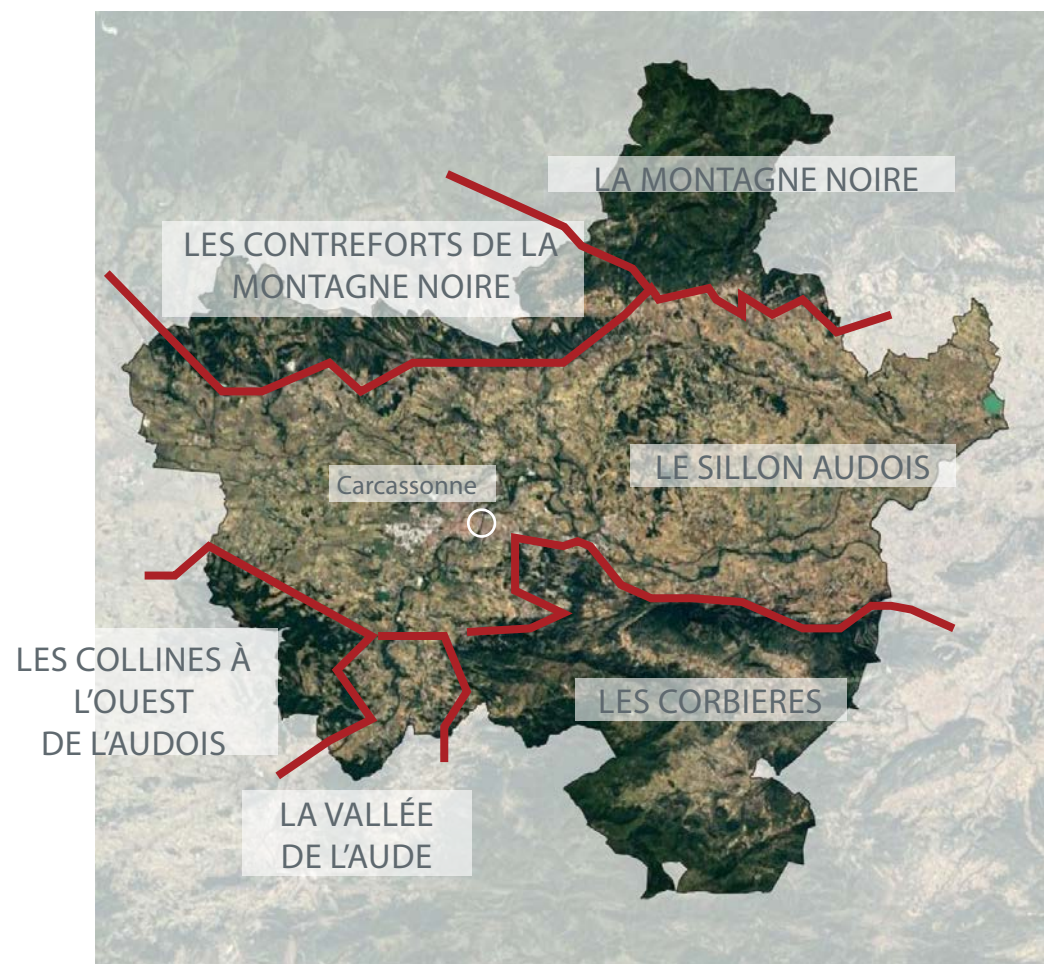 LA MONTAGNE NOIRE
LES CONTREFORTS DE LA
MONTAGNE NOIRE
LE SILLON AUDOIS
Carcassonne
LES COLLINES À
L'OUEST
DE L'AUDOIS
LES CORBIERES
LA VALLÉE
DE L'AUDE